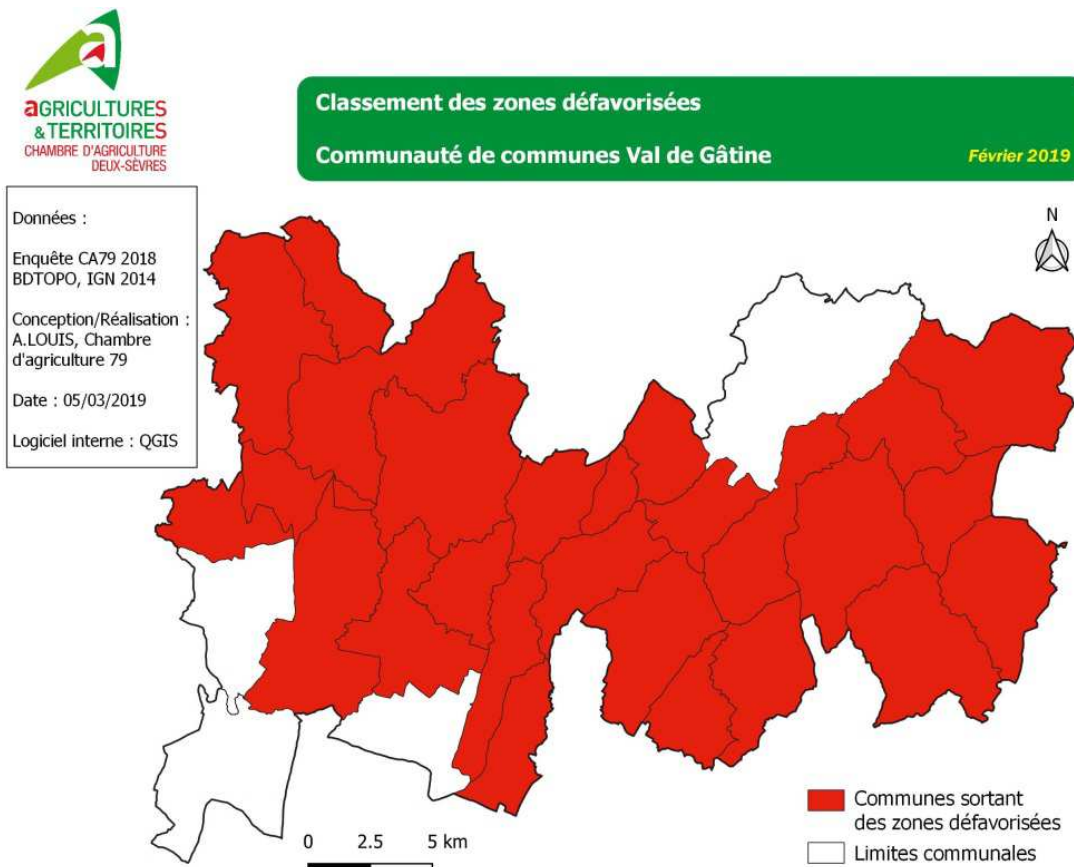 a
aGRICULTURES
& TERRITOIRES
CHAMBRE D'AGRICULTURE
DEUX-SÈVRES
Classement des zones défavorisées
Communauté de communes Val de Gâtine
Février 2019
Données :
Enquête CA79 2018
BDTOPO, IGN 2014
Conception/Réalisation :
A.LOUIS, Chambre
d'agriculture 79
Date : 05/03/2019
Logiciel interne : QGIS
N
0 2.5 5 km
Communes sortant
des zones défavorisées
Limites communales